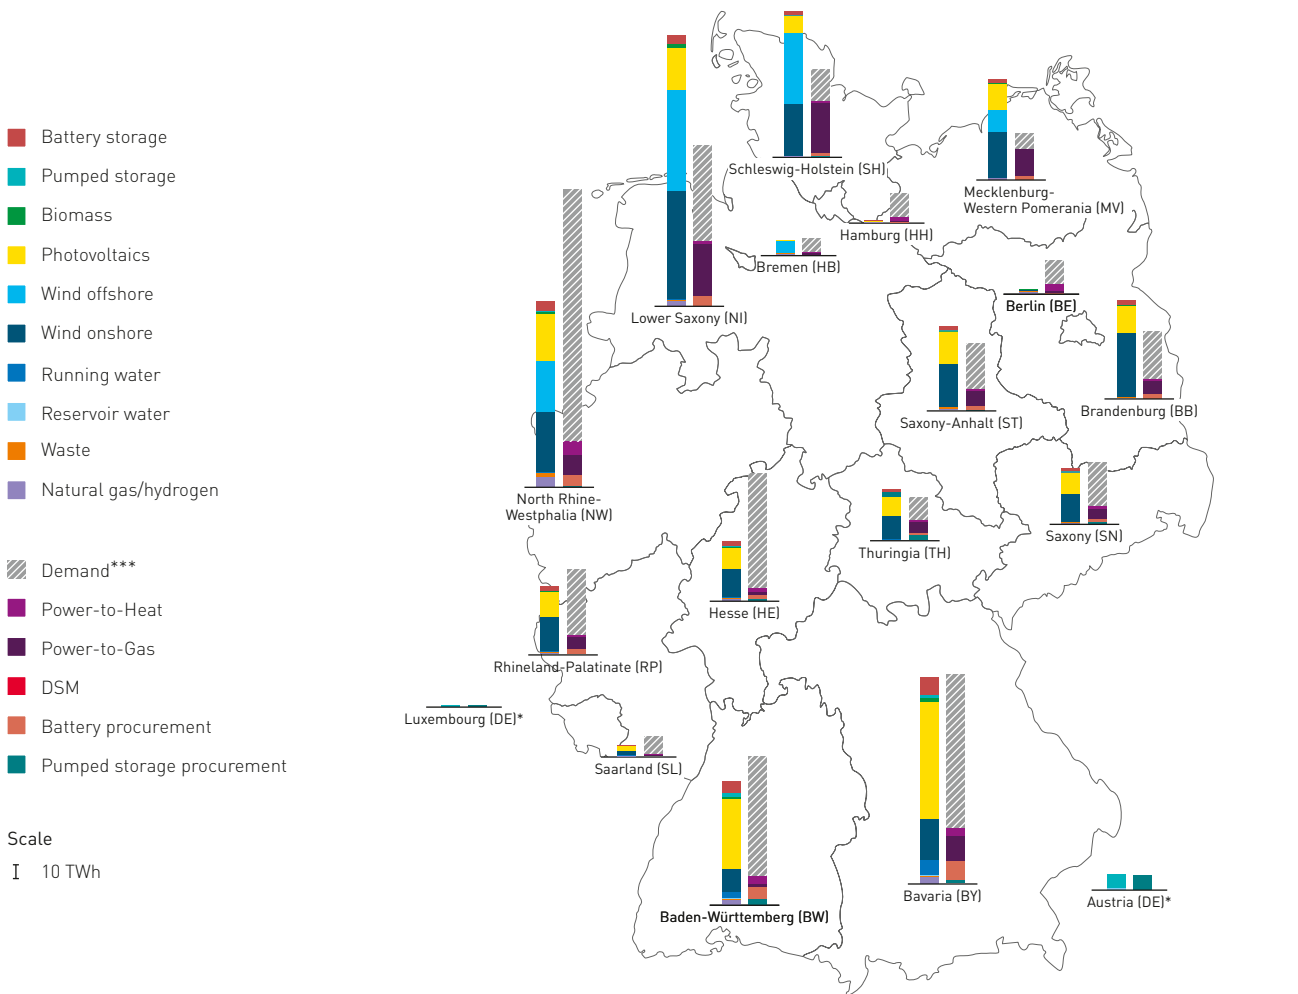 Battery storage
Pumped storage
Biomass
Photovoltaics
Wind offshore
Wind onshore
Running water
Reservoir water
Waste
Natural gas/hydrogen
Demand***
Power-to-Heat
Power-to-Gas
DSM
Battery procurement
Pumped storage procurement
Scale
10 TWh
Schleswig-Holstein (SH)
Mecklenburg-
Western Pomerania (MV)
Hamburg (HH)
Bremen (HB)
Lower Saxony (NI)
Berlin (BE)
Brandenburg (BB)
Saxony-Anhalt (ST)
North Rhine-
Westphalia (NW)
Saxony (SN)
Thuringia (TH)
Hesse (HE)
Rhineland-Palatinate (RP)
Luxembourg (DE)*
Saarland (SL)
Baden-Württemberg (BW)
Bavaria (BY)
Austria (DE)*